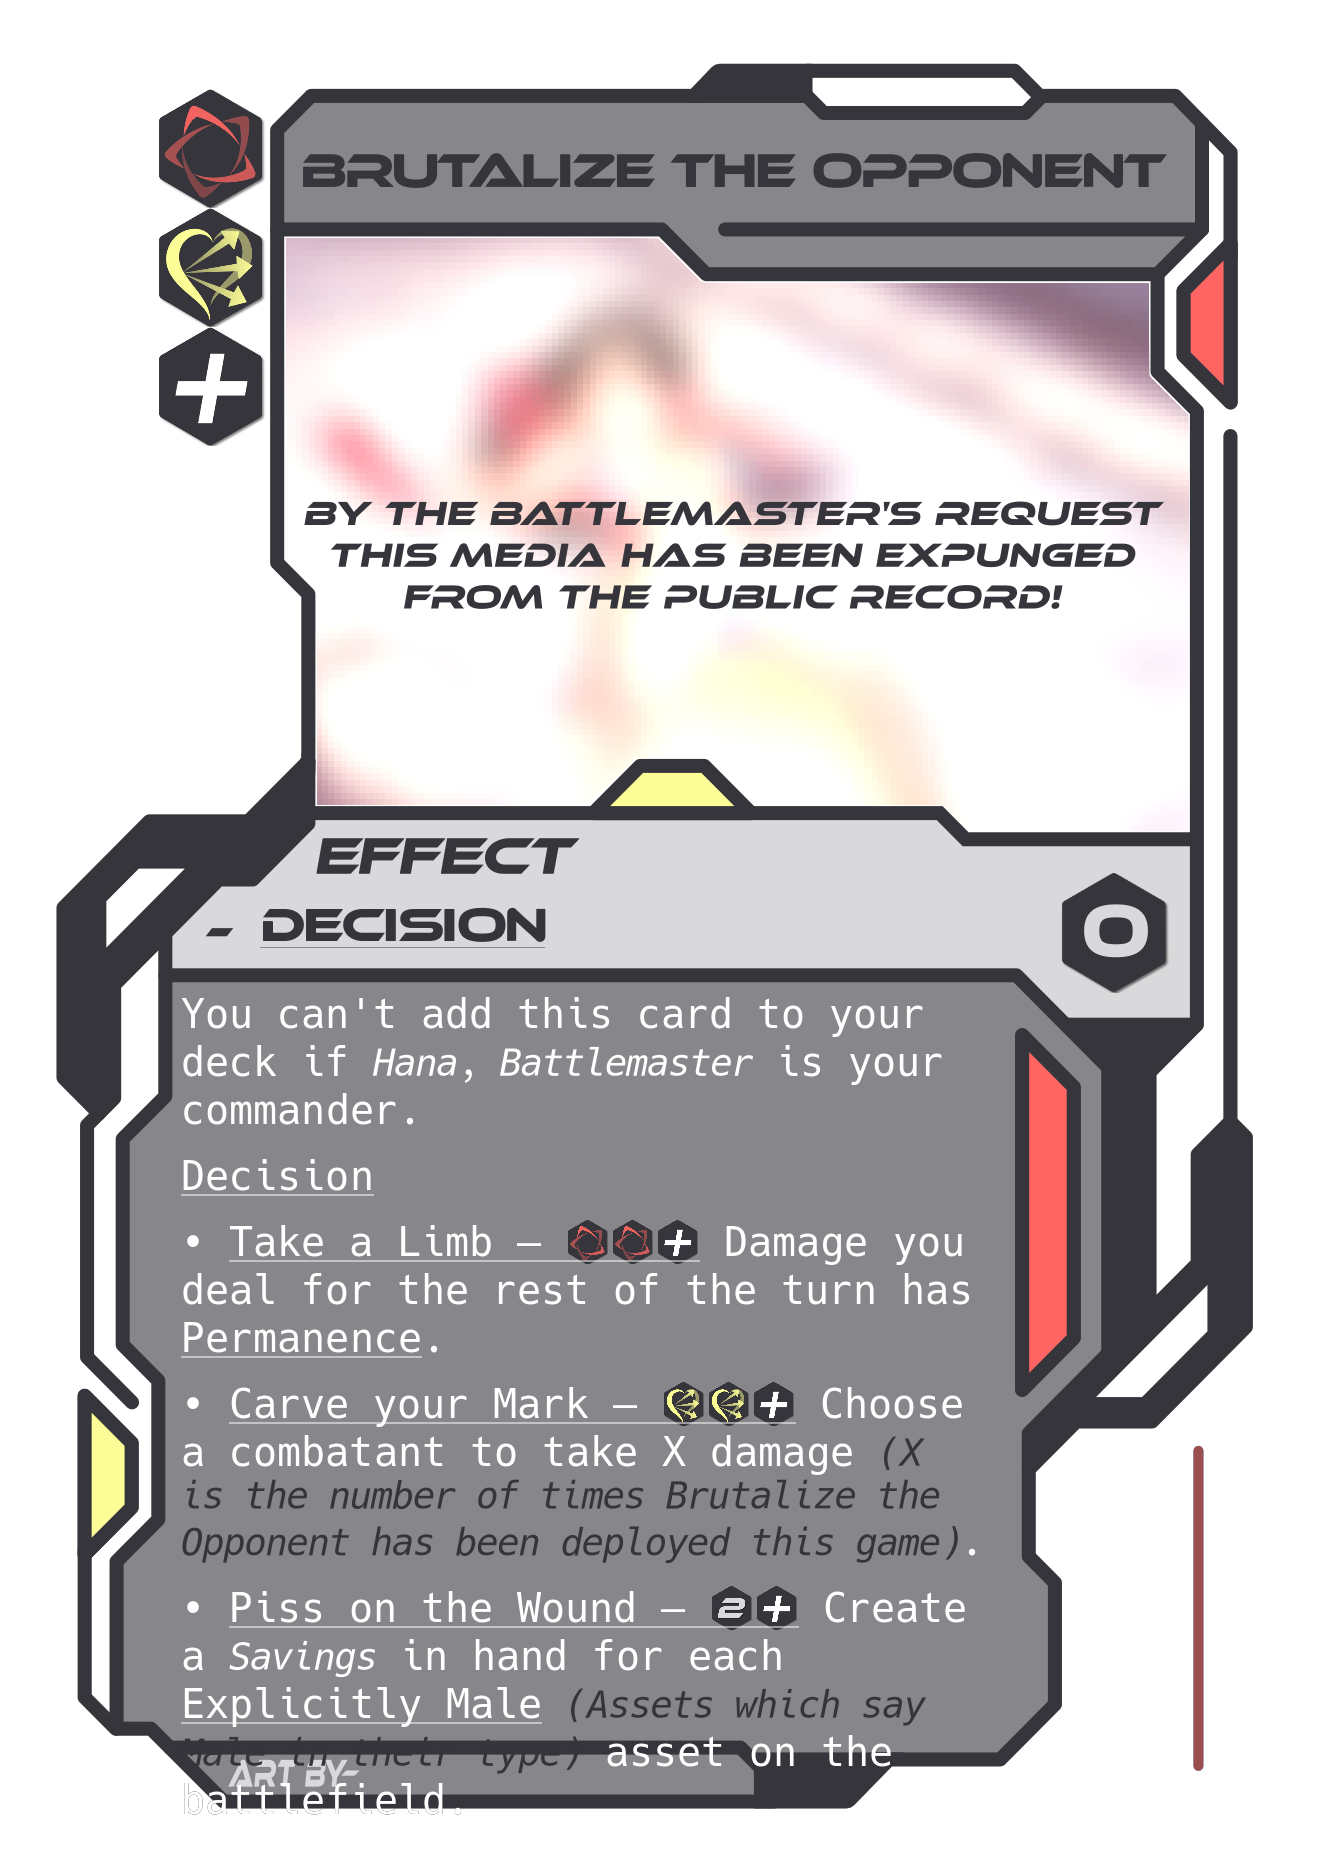 BRUTALIZE THE OPPONENT
BY THE BATTLEMASTER'S REQUEST
THIS MEDIA HAS BEEN EXPUNGED
FROM THE PUBLIC RECORD!
EFFECT
- DECISION
0
You can't add this card to your
deck if Hana, Battlemaster is your
commander.
Decision
• Take a Limb — + Damage you
deal for the rest of the turn has
Permanence.
• Carve your Mark — + Choose
a combatant to take X damage (X
is the number of times Brutalize the
Opponent has been deployed this game).
• Piss on the Wound — 2+ Create
a Savings in hand for each
Explicitly Male (Assets which say
Male in their type) asset on the
battlefield.
ART BY-